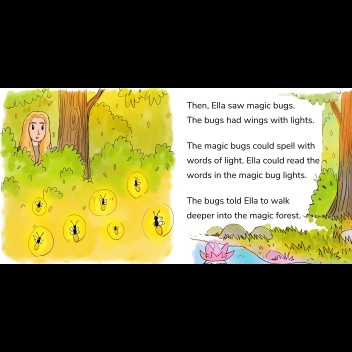 Then, Ella saw magic bugs.
The bugs had wings with lights.
The magic bugs could spell with
words of light. Ella could read the
words in the magic bug lights.
The bugs told Ella to walk
deeper into the magic forest.